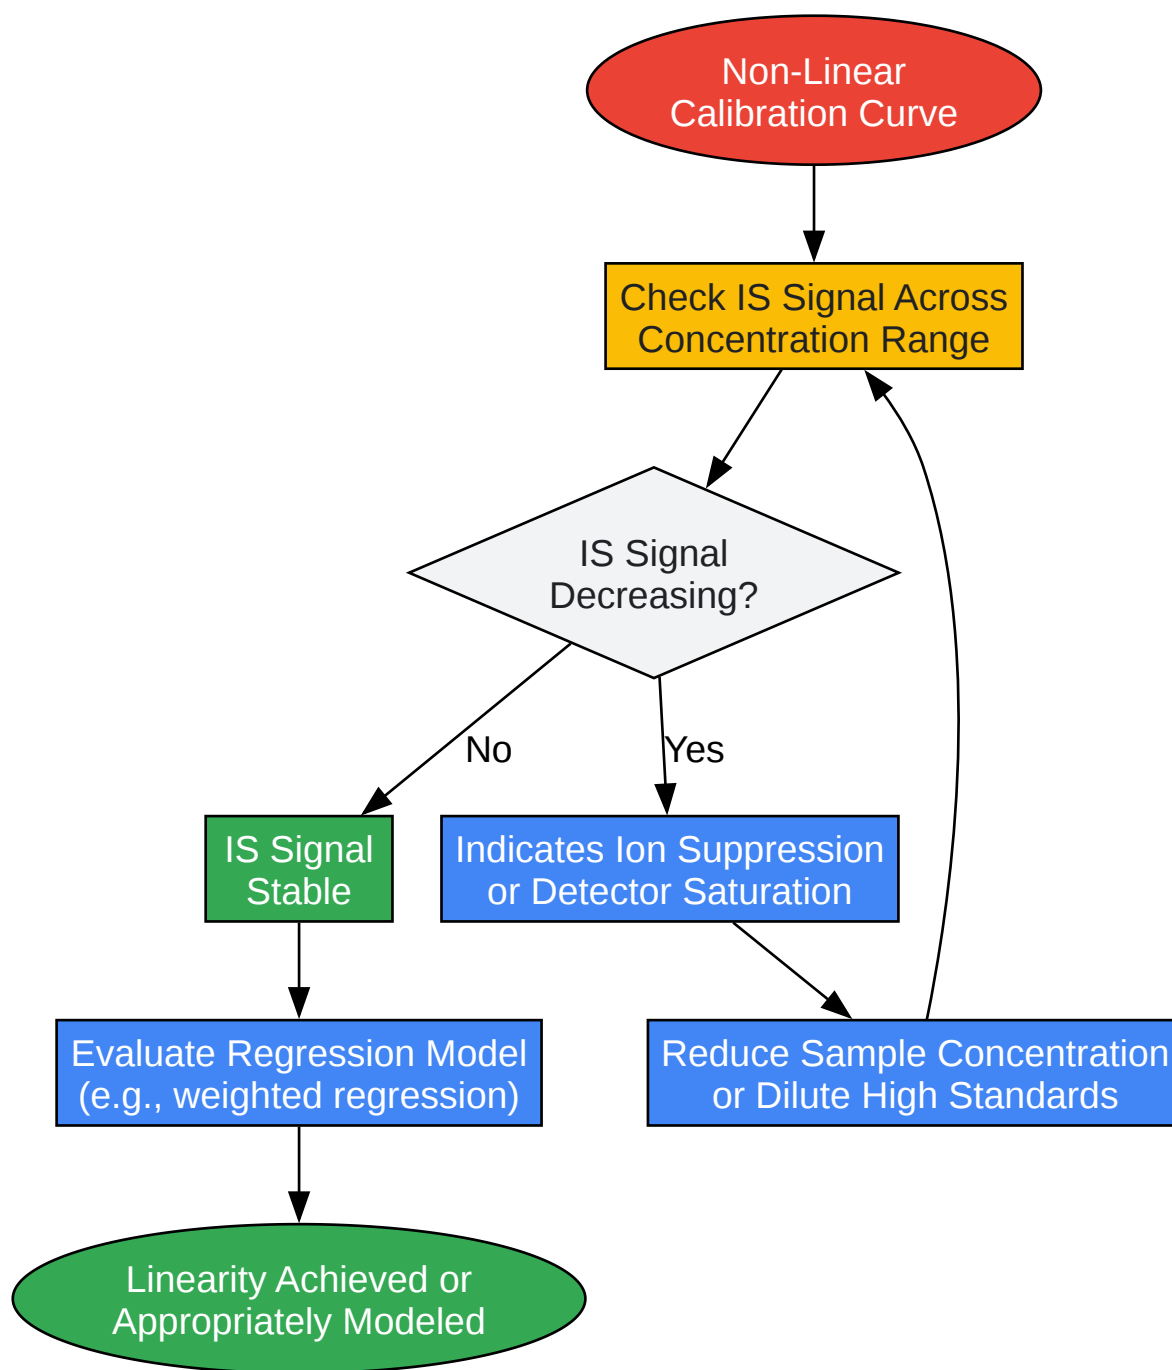 Non-Linear
Calibration Curve
Check IS Signal Across
Concentration Range
IS Signal
Decreasing?
No
Yes
IS Signal
Stable
Indicates Ion Suppression
or Detector Saturation
Evaluate Regression Model
(e.g., weighted regression)
Reduce Sample Concentration
or Dilute High Standards
Linearity Achieved or
Appropriately Modeled